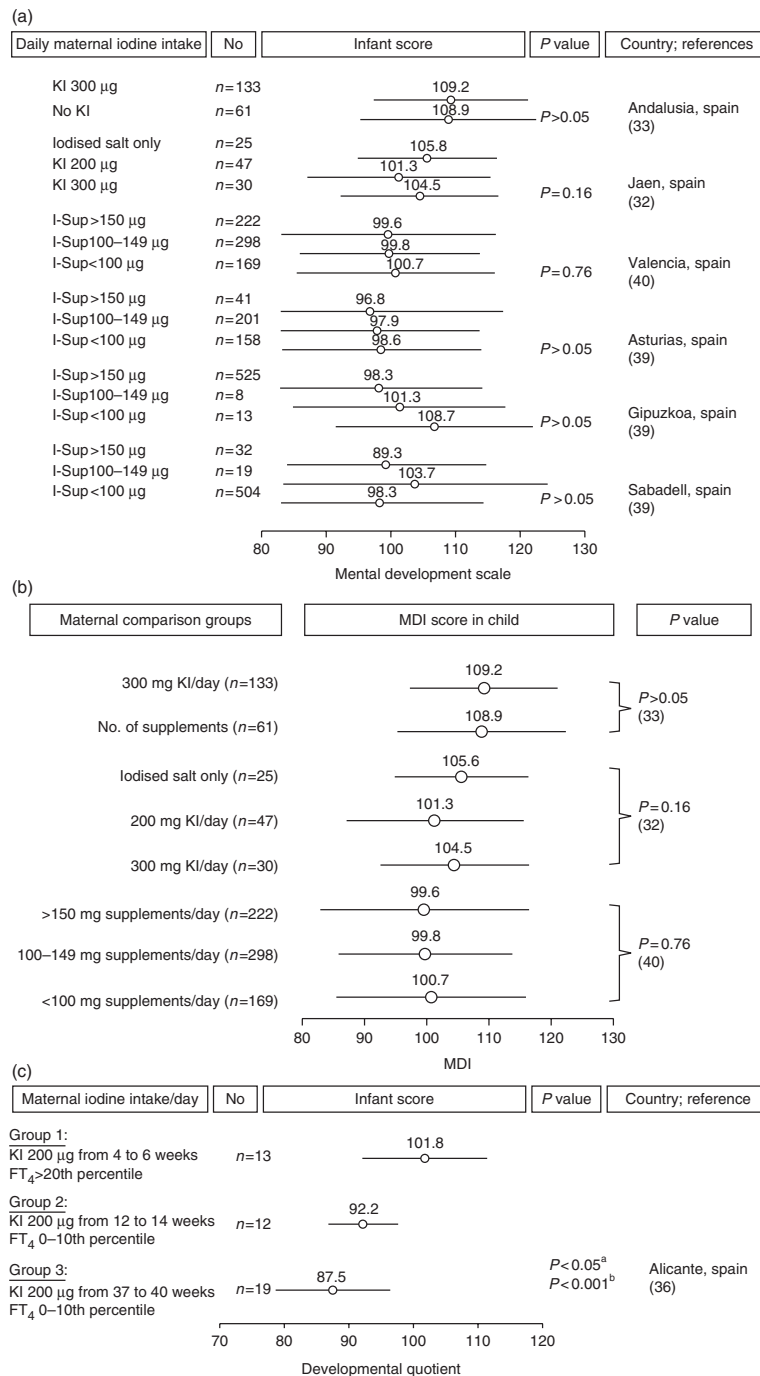 (a)
Daily maternal iodine intake No Infant score P value Country; references
KI 300 µg n=133 109.2
No KI n=61 108.9 P>0.05 Andalusia, spain
(33)
Iodised salt only n=25 105.8
KI 200 µg n=47 101.3
KI 300 µg n=30 104.5 P=0.16 Jaen, spain
(32)
I-Sup>150 µg n=222 99.6
I-Sup100–149 µg n=298 99.8
I-Sup<100 µg n=169 100.7 P=0.76 Valencia, spain
(40)
I-Sup>150 µg n=41 96.8
I-Sup100–149 µg n=201 97.9
I-Sup<100 µg n=158 98.6 P>0.05 Asturias, spain
(39)
I-Sup>150 µg n=525 98.3
I-Sup100–149 µg n=8 101.3
I-Sup<100 µg n=13 108.7 P>0.05 Gipuzkoa, spain
(39)
I-Sup>150 µg n=32 89.3
I-Sup100–149 µg n=19 103.7
I-Sup<100 µg n=504 98.3 P>0.05 Sabadell, spain
(39)
80 90 100 110 120 130
Mental development scale
(b)
Maternal comparison groups MDI score in child P value
300 mg KI/day (n=133) 109.2
P>0.05
(33)
No. of supplements (n=61) 108.9
Iodised salt only (n=25) 105.6
200 mg KI/day (n=47) 101.3 P=0.16
(32)
300 mg KI/day (n=30) 104.5
>150 mg supplements/day (n=222) 99.6
100–149 mg supplements/day (n=298) 99.8 P=0.76
(40)
<100 mg supplements/day (n=169) 100.7
80 90 100 110 120 130
MDI
(c)
Maternal iodine intake/day No Infant score P value Country; reference
Group 1:
KI 200 µg from 4 to 6 weeks n=13 101.8
FT4>20th percentile
Group 2:
KI 200 µg from 12 to 14 weeks n=12 92.2
FT4 0–10th percentile
Group 3: P<0.05a Alicante, spain
KI 200 µg from 37 to 40 weeks n=19 87.5 P<0.001b (36)
FT4 0–10th percentile
70 80 90 100 110 120
Developmental quotient